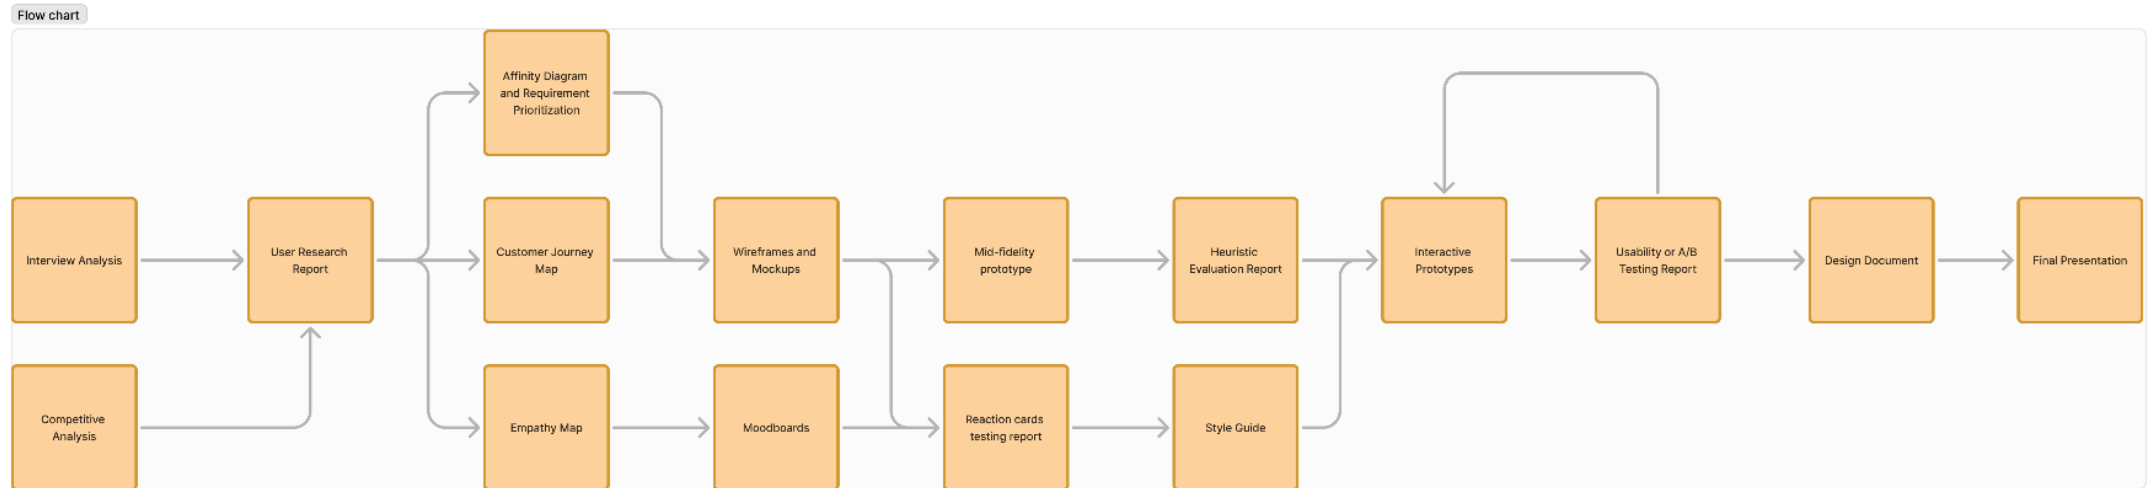 Flow chart
Affinity Diagram
and Requirement
Prioritization
Interview Analysis
User Research
Report
Customer Journey
Map
Wireframes and
Mockups
Mid-fidelity
prototype
Heuristic
Evaluation Report
Interactive
Prototypes
Usability or A/B
Testing Report
Design Document
Final Presentation
Competitive
Analysis
Empathy Map
Moodboards
Reaction cards
testing report
Style Guide